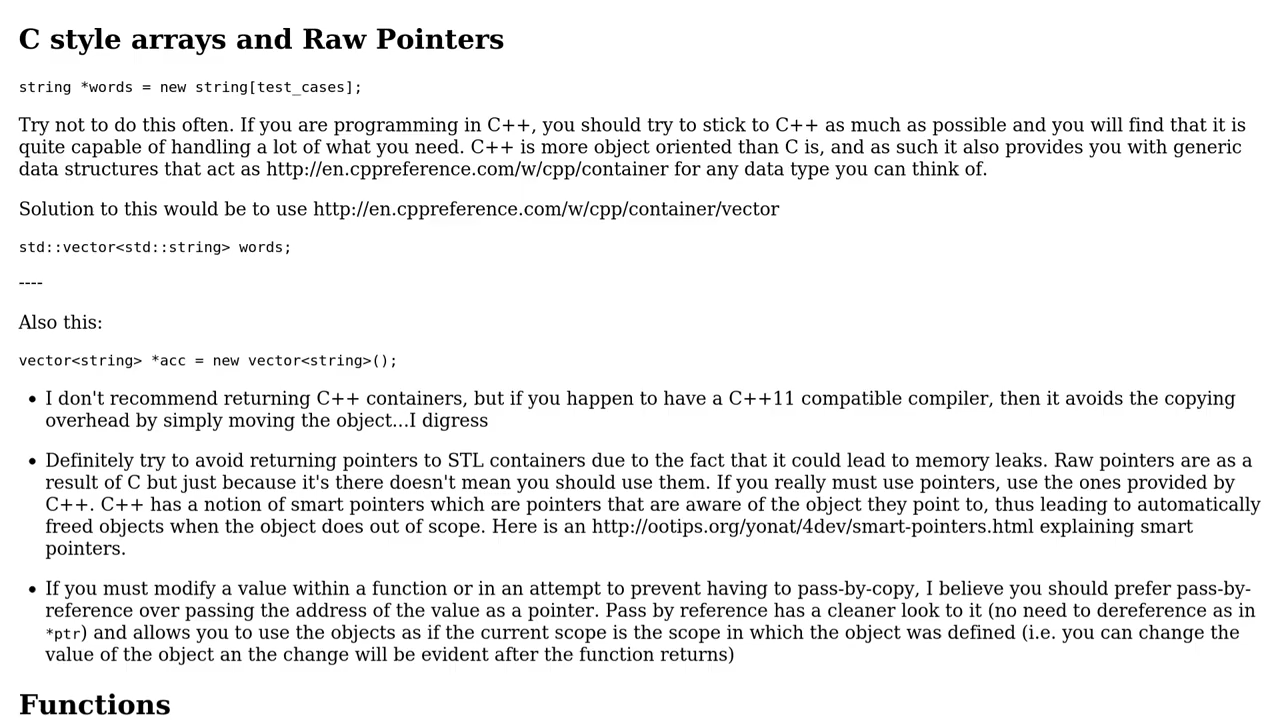 C style arrays and Raw Pointers
string *words = new string[test_cases];
Try not to do this often. If you are programming in C++, you should try to stick to C++ as much as possible and you will find that it is
quite capable of handling a lot of what you need. C++ is more object oriented than C is, and as such it also provides you with generic
data structures that act as http://en.cppreference.com/w/cpp/container for any data type you can think of.
Solution to this would be to use http://en.cppreference.com/w/cpp/container/vector
std::vector<std::string> words;
----
Also this:
vector<string> *acc = new vector<string>();
• I don't recommend returning C++ containers, but if you happen to have a C++11 compatible compiler, then it avoids the copying
overhead by simply moving the object...I digress
• Definitely try to avoid returning pointers to STL containers due to the fact that it could lead to memory leaks. Raw pointers are as a
result of C but just because it's there doesn't mean you should use them. If you really must use pointers, use the ones provided by
C++. C++ has a notion of smart pointers which are pointers that are aware of the object they point to, thus leading to automatically
freed objects when the object does out of scope. Here is an http://ootips.org/yonat/4dev/smart-pointers.html explaining smart
pointers.
• If you must modify a value within a function or in an attempt to prevent having to pass-by-copy, I believe you should prefer pass-by-
reference over passing the address of the value as a pointer. Pass by reference has a cleaner look to it (no need to dereference as in
*ptr) and allows you to use the objects as if the current scope is the scope in which the object was defined (i.e. you can change the
value of the object an the change will be evident after the function returns)
Functions